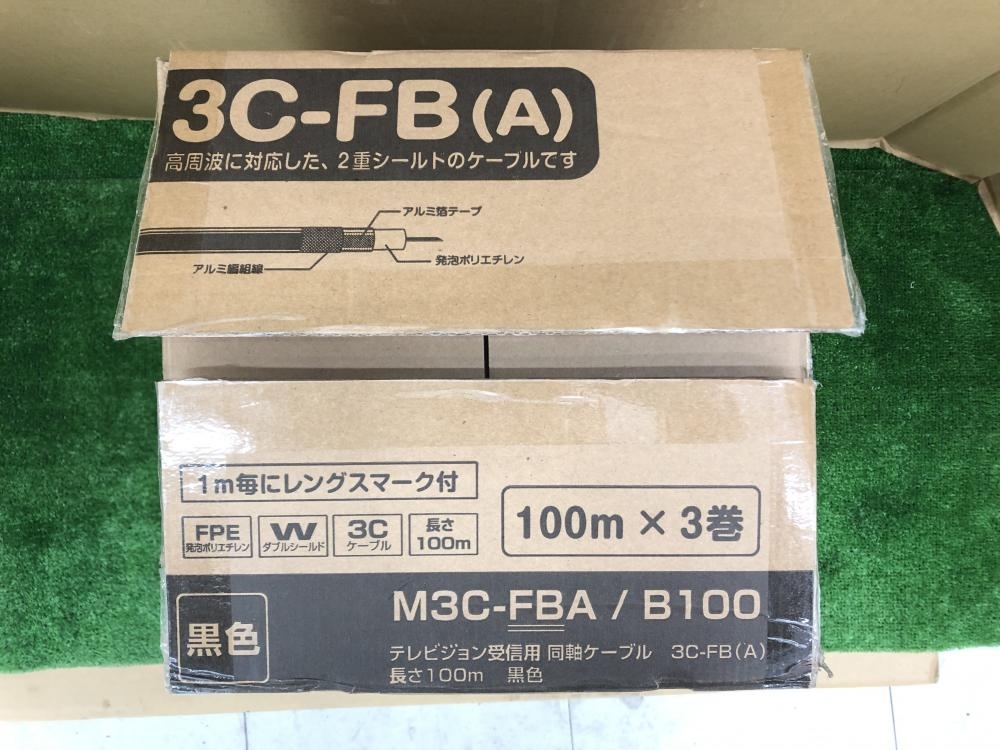 3C-FB(A)
高周波に対応した、2重シールドのケーブルです
アルミ箔テープ
発泡ポリエチレン
アルミ編組線
1m毎にレングスマーク付
100m × 3巻
FPE
発泡ポリエチレン
W
ダブルシールド
3C
ケーブル
長さ
100m
黒色
M3C-FBA / B100
テレビジョン受信用 同軸ケーブル 3C-FB(A)
長さ100m 黒色